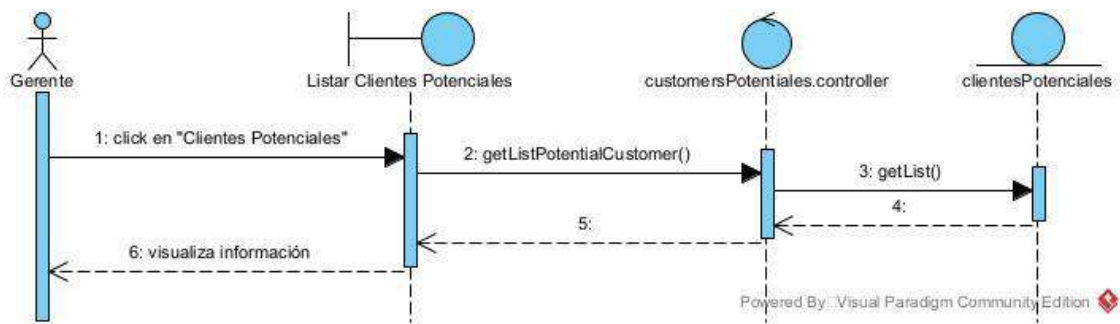 Gerente
Listar Clientes Potenciales
customersPotentiales.controller
clientesPotenciales
1: click en "Clientes Potenciales"
2: getListPotentialCustomer()
3: getList()
4:
5:
6: visualiza información
Powered By Visual Paradigm Community Edition